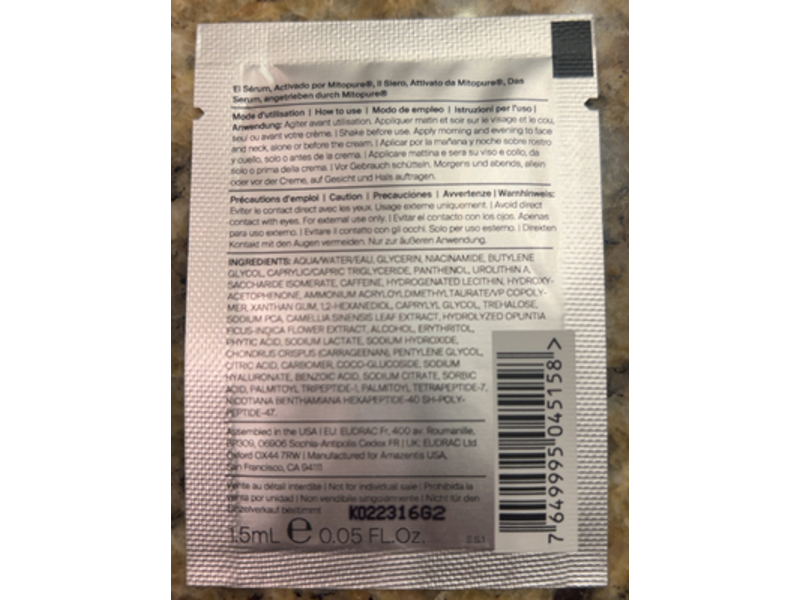 El Sérum, Activado por Mitopure®, Il Siero, Attivato da Mitopure®, Das
Serum, angetrieben durch Mitopure®
Mode d'utilisation | How to use | Modo de empleo | Istruzioni per l'uso |
Anwendung: Agiter avant utilisation. Appliquer matin et soir sur le visage et le cou,
seul ou avant votre crème. | Shake before use. Apply morning and evening to face
and neck, alone or before the cream. | Aplicar por la mañana y noche sobre rostro
y cuello, solo o antes de la crema. | Applicare mattina e sera su viso e collo, da
solo o prima della crema. | Vor Gebrauch schütteln. Morgens und abends, allein
oder vor der Creme, auf Gesicht und Hals auftragen.
Précautions d'emploi | Caution | Precauciones | Avvertenze | Warnhinweis:
Eviter le contact direct avec les yeux. Usage externe uniquement. | Avoid direct
contact with eyes. For external use only. | Evitar el contacto con los ojos. Apenas
para uso externo. | Evitare il contatto con gli occhi. Solo per uso esterno. | Direkten
Kontakt mit den Augen vermeiden. Nur zur äußeren Anwendung.
INGREDIENTS: AQUA/WATER/EAU, GLYCERIN, NIACINAMIDE, BUTYLENE
GLYCOL, CAPRYLIC/CAPRIC TRIGLYCERIDE, PANTHENOL, UROLITHIN A,
SACCHARIDE ISOMERATE, CAFFEINE, HYDROGENATED LECITHIN, HYDROXY-
ACETOPHENONE, AMMONIUM ACRYLOYLDIMETHYLTAURATE/VP COPOLY-
MER, XANTHAN GUM, 1,2-HEXANEDIOL, CAPRYLYL GLYCOL, TREHALOSE,
SODIUM PCA, CAMELLIA SINENSIS LEAF EXTRACT, HYDROLYZED OPUNTIA
FICUS-INDICA FLOWER EXTRACT, ALCOHOL, ERYTHRITOL,
PHYTIC ACID, SODIUM LACTATE, SODIUM HYDROXIDE,
CHONDRUS CRISPUS (CARRAGEENAN), PENTYLENE GLYCOL,
CITRIC ACID, CARBOMER, COCO-GLUCOSIDE, SODIUM
HYALURONATE, BENZOIC ACID, SODIUM CITRATE, SORBIC
ACID, PALMITOYL TRIPEPTIDE-1, PALMITOYL TETRAPEPTIDE-7,
NICOTIANA BENTHAMIANA HEXAPEPTIDE-40 SH-POLY-
PEPTIDE-47.
Assembled in the USA | EU: EUDRAC Fr, 400 av. Roumanille,
BP309, 06906 Sophia-Antipolis Cedex FR | UK: EUDRAC Ltd
Oxford OX44 7RW | Manufactured for Amazentis USA,
San Francisco, CA 94111
Vente au détail interdite | Not for individual sale | Prohibida la
venta por unidad | Non vendibile singolarmente | Nicht für den
Einzelverkauf bestimmt
K022316G2
1.5mL e 0.05 FL.Oz.
7 649995 045158 >